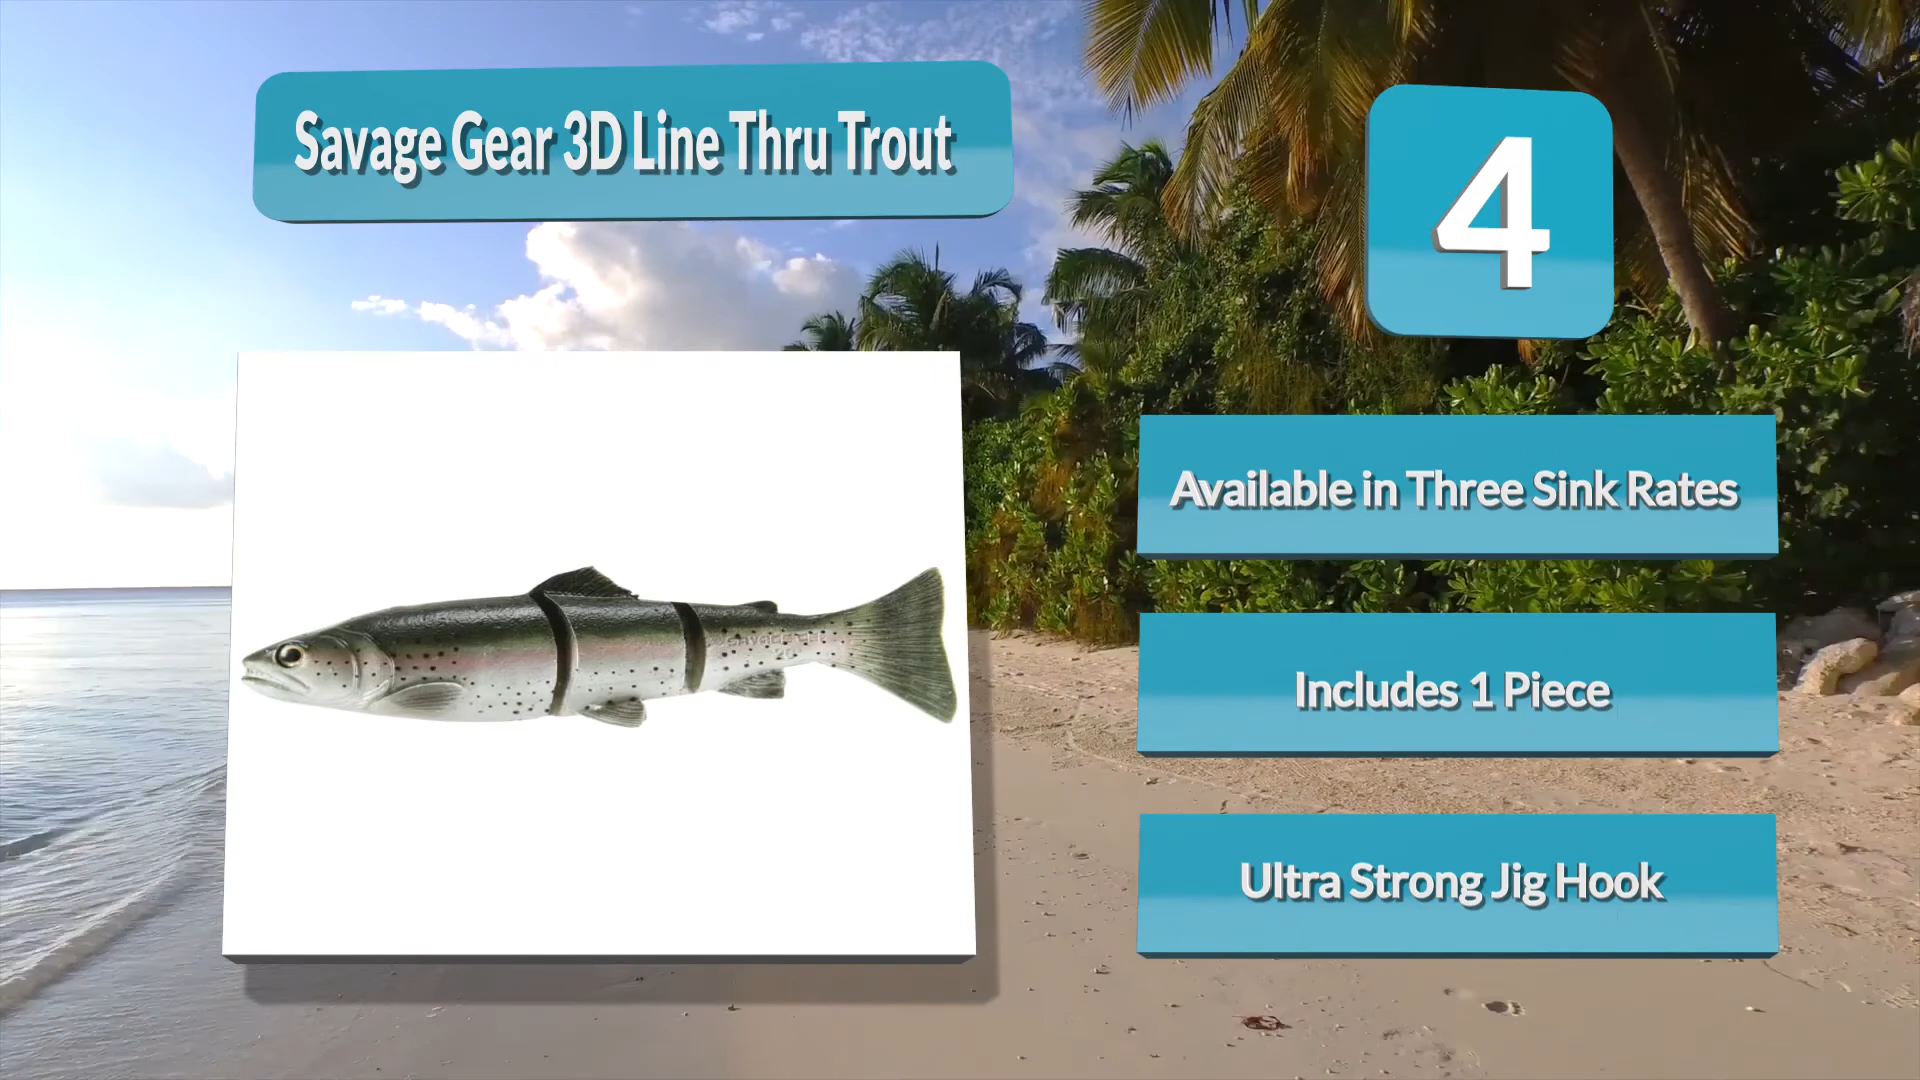 Savage Gear 3D Line Thru Trout
4
Available in Three Sink Rates
Includes 1 Piece
Ultra Strong Jig Hook